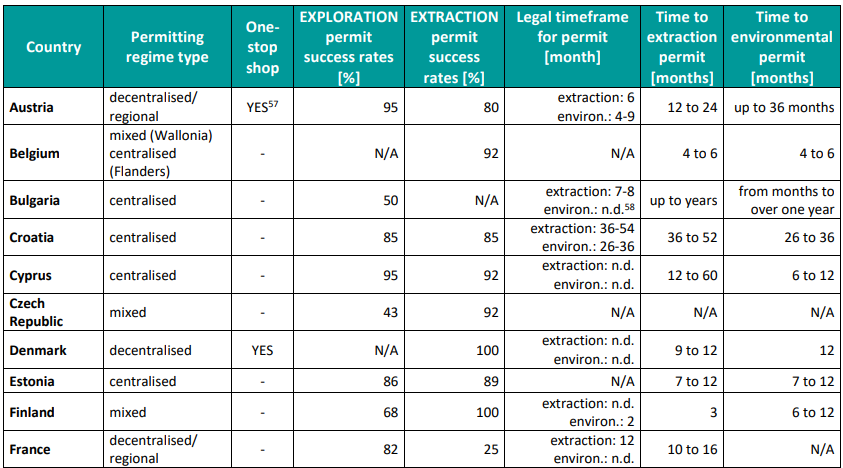 Country Permitting regime type One-stop shop EXPLORATION permit success rates [%] EXTRACTION permit success rates [%] Legal timeframe for permit [month] Time to extraction permit [months] Time to environmental permit [months]
Austria decentralised/ regional YES57 95 80 extraction: 6 environ.: 4-9 12 to 24 up to 36 months
Belgium mixed (Wallonia) centralised (Flanders) - N/A 92 N/A 4 to 6 4 to 6
Bulgaria centralised - 50 N/A extraction: 7-8 environ.: n.d.58 up to years from months to over one year
Croatia centralised - 85 85 extraction: 36-54 environ.: 26-36 36 to 52 26 to 36
Cyprus centralised - 95 92 extraction: n.d. environ.: n.d. 12 to 60 6 to 12
Czech Republic mixed - 43 92 N/A N/A N/A
Denmark decentralised YES N/A 100 extraction: n.d. environ.: n.d. 9 to 12 12
Estonia centralised - 86 89 N/A 7 to 12 7 to 12
Finland mixed - 68 100 extraction: n.d. environ.: 2 3 6 to 12
France decentralised/ regional - 82 25 extraction: 12 environ.: n.d. 10 to 16 N/A